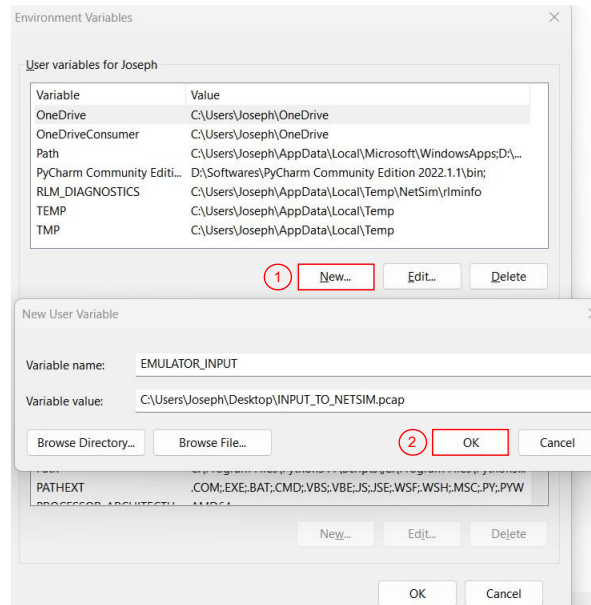 Environment Variables
User variables for Joseph
Variable Value
OneDrive C:\Users\Joseph\OneDrive
OneDriveConsumer C:\Users\Joseph\OneDrive
Path C:\Users\Joseph\AppData\Local\Microsoft\WindowsApps;D:\...
PyCharm Community Editi... D:\Softwares\PyCharm Community Edition 2022.1.1\bin;
RLM_DIAGNOSTICS C:\Users\Joseph\AppData\Local\Temp\NetSim\rlminfo
TEMP C:\Users\Joseph\AppData\Local\Temp
TMP C:\Users\Joseph\AppData\Local\Temp
1 New... Edit... Delete
New User Variable
Variable name: EMULATOR_INPUT
Variable value: C:\Users\Joseph\Desktop\INPUT_TO_NETSIM.pcap
Browse Directory... Browse File... 2 OK Cancel
PATHEXT .COM;.EXE;.BAT;.CMD;.VBS;.VBE;.JS;.JSE;.WSF;.WSH;.MSC;.PY;.PYW
New... Edit... Delete
OK Cancel